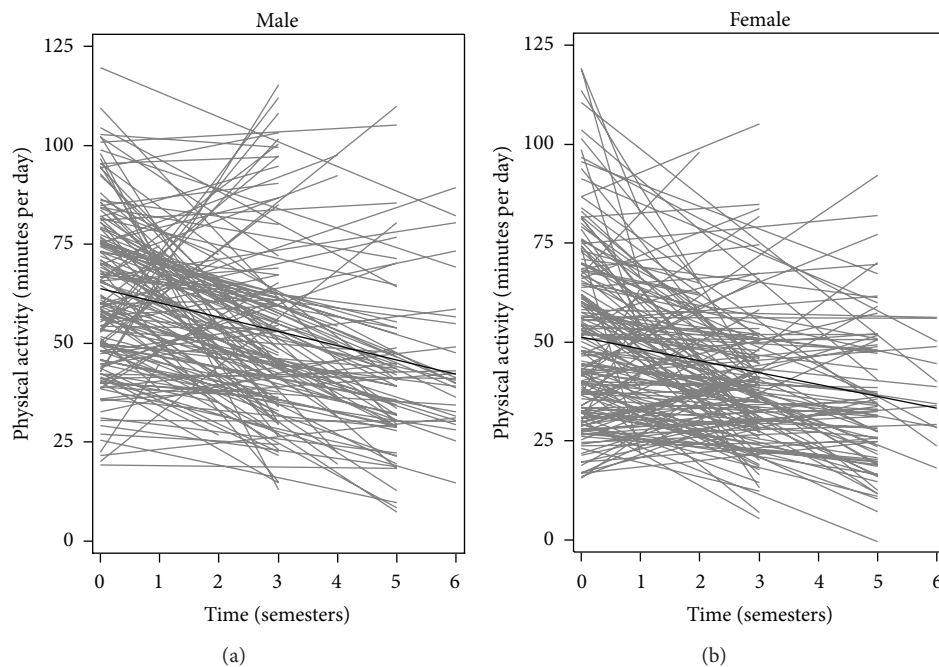 Male
125
100
75
50
25
0
Physical activity (minutes per day)
0 1 2 3 4 5 6
Time (semesters)
(a)
Female
125
100
75
50
25
0
Physical activity (minutes per day)
0 1 2 3 4 5 6
Time (semesters)
(b)